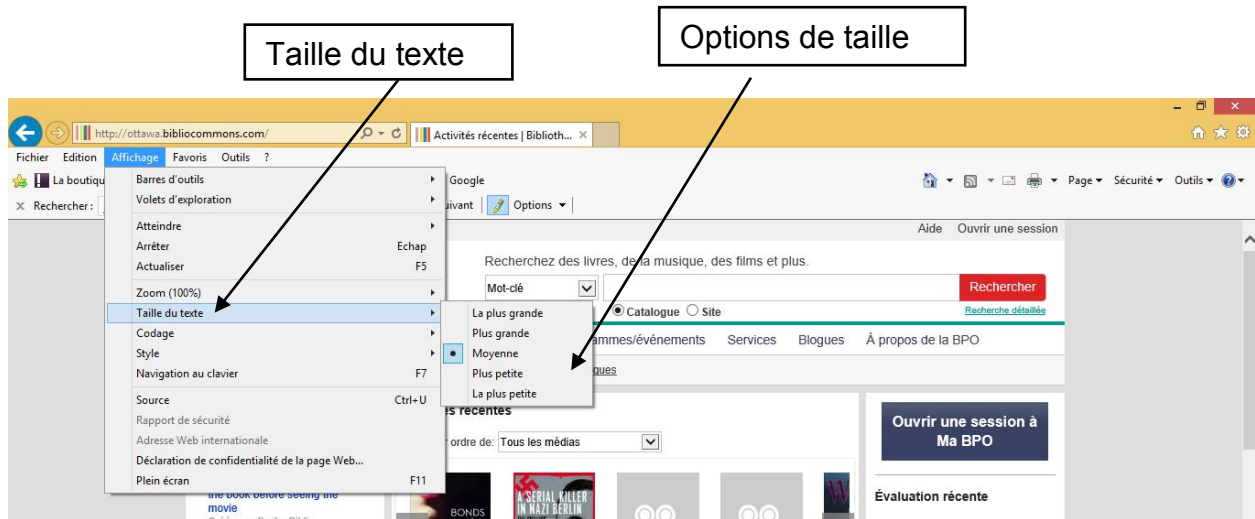 Taille du texte
Options de taille
http://ottawa.bibliocommons.com/
Activités récentes | Biblioth...
Fichier Edition Affichage Favoris Outils ?
La boutiqu
Google
Page Sécurité Outils
Rechercher:
uivant
Options
Barres d'outils
Volets d'exploration
Atteindre
Arrêter Echap
Actualiser F5
Zoom (100%)
Taille du texte
Codage
Style
Navigation au clavier F7
Source Ctrl+U
Rapport de sécurité
Adresse Web internationale
Déclaration de confidentialité de la page Web...
Plein écran F11
La plus grande
Plus grande
Moyenne
Plus petite
La plus petite
Aide Ouvrir une session
Recherchez des livres, de la musique, des films et plus.
Mot-clé
Rechercher
Catalogue Site
Recherche détaillée
ammes/événements Services Blogues À propos de la BPO
ques
es récentes
ordre de: Tous les médias
Ouvrir une session à
Ma BPO
Évaluation récente
the book before seeing the
movie
BONDS
A SERIAL KILLER
IN NAZI BERLIN
W